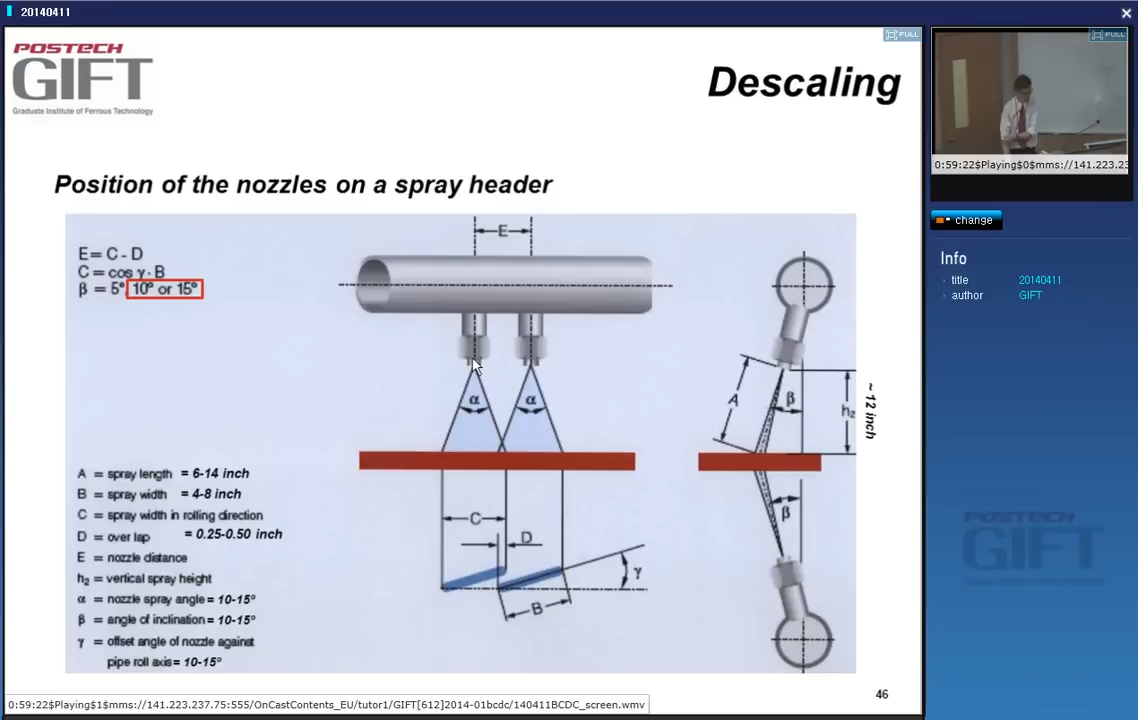 20140411
FULL
POSTECH
GIFT
Graduate Institute of Ferrous Technology
Descaling
Position of the nozzles on a spray header
E= C - D
C = cos γ · B
β = 5° 10° or 15°
E
α
α
C
D
γ
B
A
β
h₂
~ 12 inch
β
A = spray length = 6-14 inch
B = spray width = 4-8 inch
C = spray width in rolling direction
D = over lap = 0.25-0.50 inch
E = nozzle distance
h₂ = vertical spray height
α = nozzle spray angle = 10-15°
β = angle of inclination = 10-15°
γ = offset angle of nozzle against
pipe roll axis = 10-15°
46
0:59:22$Playing$1$mms://141.223.237.75:555/OnCastContents_EU/tutor1/GIFT[612]2014-01bcdc/140411BCDC_screen.wmv
FULL
0:59:22$Playing$0$mms://141.223.23
change
Info
title 20140411
author GIFT
POSTECH
GIFT